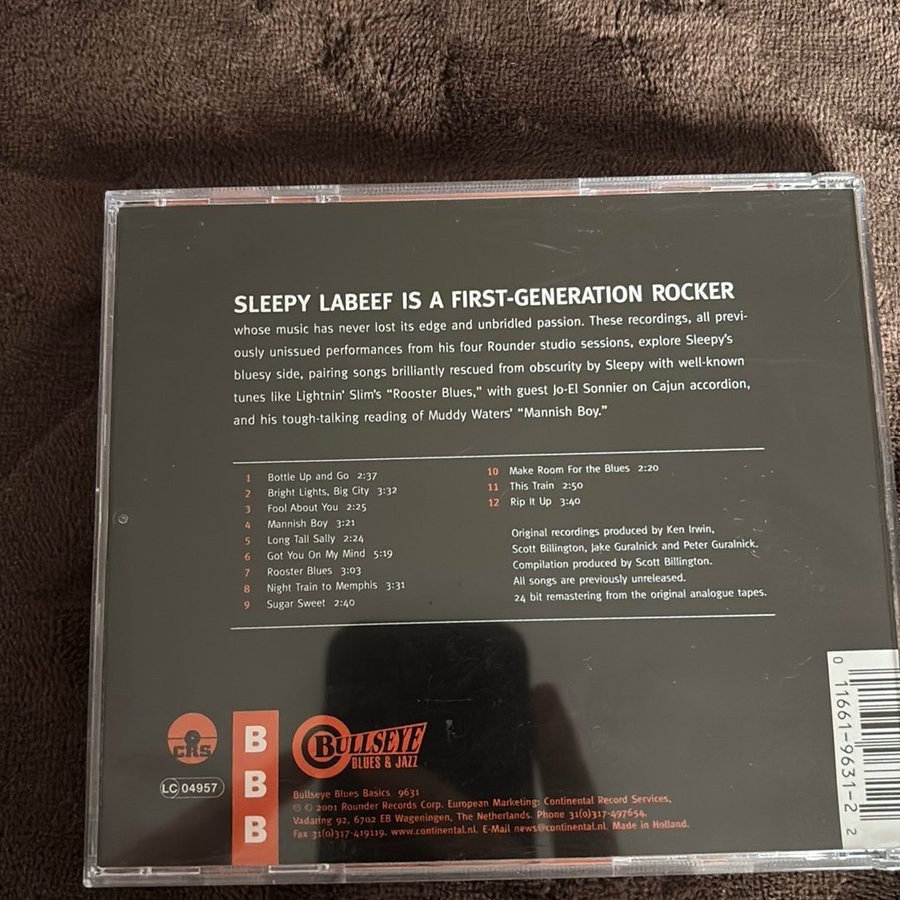 SLEEPY LABEEF IS A FIRST-GENERATION ROCKER
whose music has never lost its edge and unbridled passion. These recordings, all previ-
ously unissued performances from his four Rounder studio sessions, explore Sleepy's
bluesy side, pairing songs brilliantly rescued from obscurity by Sleepy with well-known
tunes like Lightnin' Slim's "Rooster Blues," with guest Jo-El Sonnier on Cajun accordion,
and his tough-talking reading of Muddy Waters' "Mannish Boy."
1 Bottle Up and Go 2:37
2 Bright Lights, Big City 3:32
3 Fool About You 2:25
4 Mannish Boy 3:21
5 Long Tall Sally 2:24
6 Got You On My Mind 5:19
7 Rooster Blues 3:03
8 Night Train to Memphis 3:31
9 Sugar Sweet 2:40
10 Make Room For the Blues 2:20
11 This Train 2:50
12 Rip It Up 3:40
Original recordings produced by Ken Irwin,
Scott Billington, Jake Guralnick and Peter Guralnick.
Compilation produced by Scott Billington.
All songs are previously unreleased.
24 bit remastering from the original analogue tapes.
CRS
LC 04957
B
B
B
BULLSEYE
BLUES & JAZZ
Bullseye Blues Basics 9631
℗ © 2001 Rounder Records Corp. European Marketing: Continental Record Services,
Vadaring 92, 6702 EB Wageningen, The Netherlands. Phone 31(0)317-497654,
Fax 31(0)317-419119. www.continental.nl. E-Mail news@continental.nl. Made in Holland.
0 11661-9631-2 2